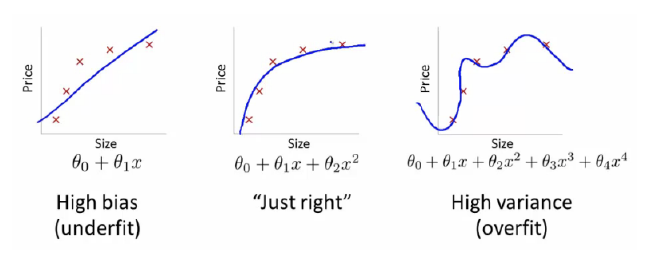 Price
Size
θ₀ + θ₁x
High bias
(underfit)
Price
Size
θ₀ + θ₁x + θ₂x²
“Just right”
Price
Size
θ₀ + θ₁x + θ₂x² + θ₃x³ + θ₄x⁴
High variance
(overfit)